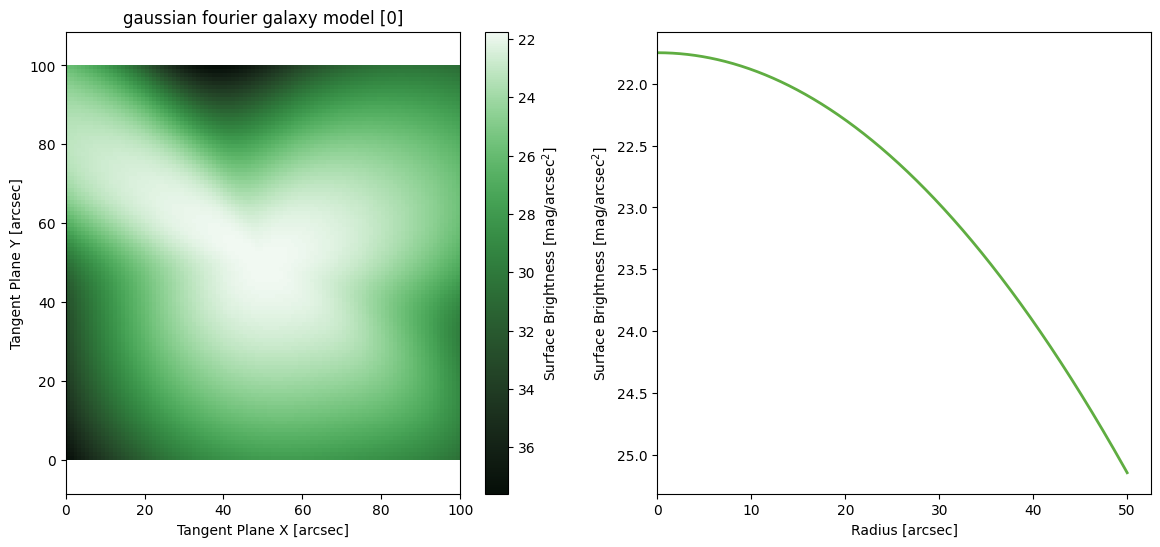 gaussian fourier galaxy model [0]
100
80
60
40
20
0
Tangent Plane Y [arcsec]
0 20 40 60 80 100
Tangent Plane X [arcsec]
22
24
26
28
30
32
34
36
Surface Brightness [mag/arcsec²]
22.0
22.5
23.0
23.5
24.0
24.5
25.0
Surface Brightness [mag/arcsec²]
0 10 20 30 40 50
Radius [arcsec]